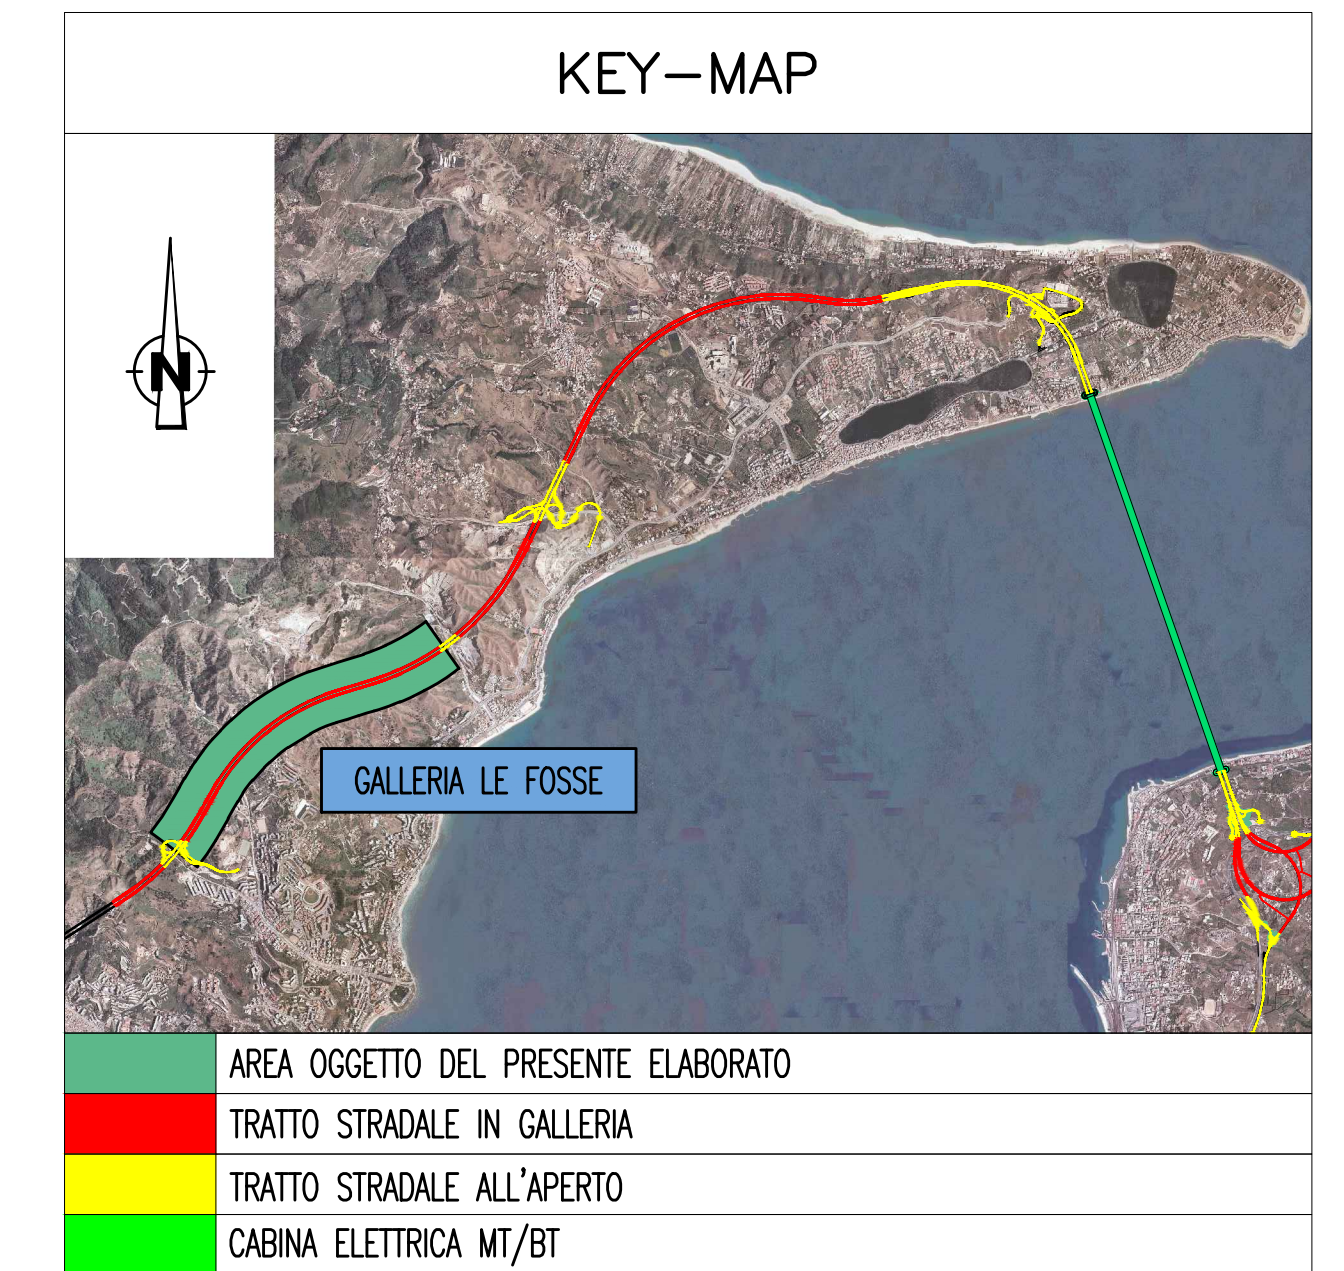 KEY-MAP
N
GALLERIA LE FOSSE
AREA OGGETTO DEL PRESENTE ELABORATO
TRATTO STRADALE IN GALLERIA
TRATTO STRADALE ALL'APERTO
CABINA ELETTRICA MT/BT